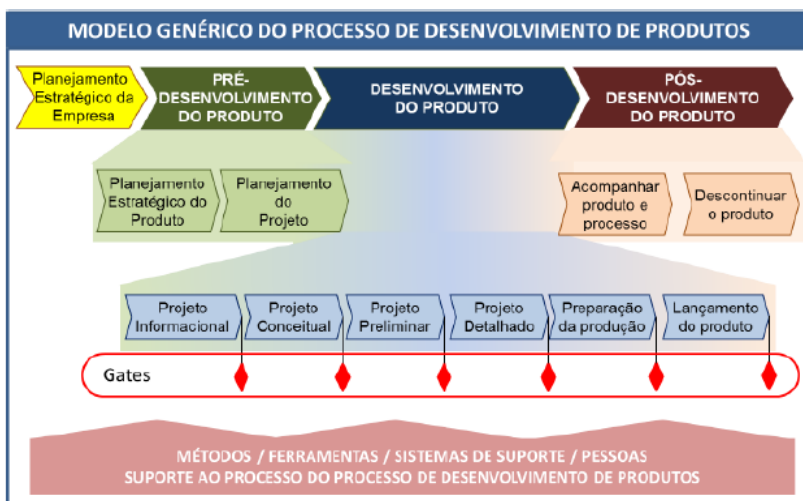 MODELO GENÉRICO DO PROCESSO DE DESENVOLVIMENTO DE PRODUTOS
Planejamento
Estratégico da
Empresa
PRÉ-
DESENVOLVIMENTO
DO PRODUTO
DESENVOLVIMENTO
DO PRODUTO
PÓS-
DESENVOLVIMENTO
DO PRODUTO
Planejamento
Estratégico do
Produto
Planejamento
do
Projeto
Acompanhar
produto e
processo
Descontinuar
o produto
Projeto
Informacional
Projeto
Conceitual
Projeto
Preliminar
Projeto
Detalhado
Preparação
da produção
Lançamento
do produto
Gates
MÉTODOS / FERRAMENTAS / SISTEMAS DE SUPORTE / PESSOAS
SUPORTE AO PROCESSO DO PROCESSO DE DESENVOLVIMENTO DE PRODUTOS